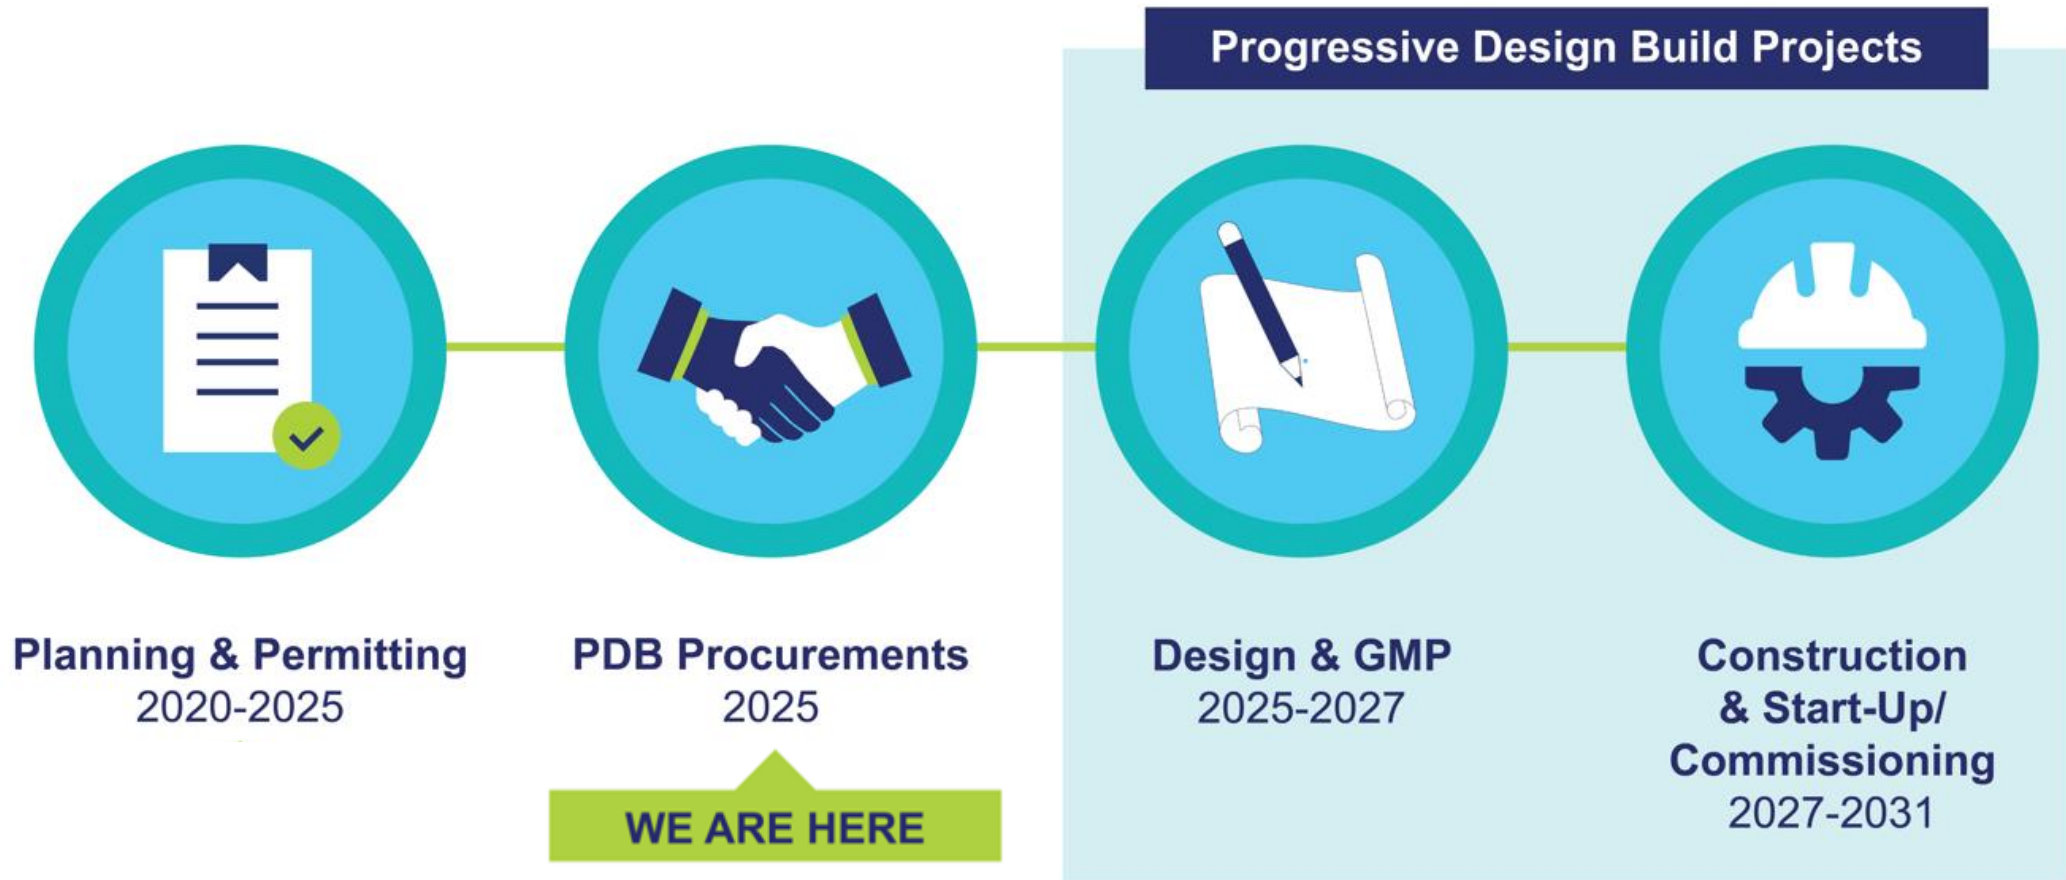 Progressive Design Build Projects
Planning & Permitting
2020-2025
PDB Procurements
2025
WE ARE HERE
Design & GMP
2025-2027
Construction
& Start-Up/
Commissioning
2027-2031